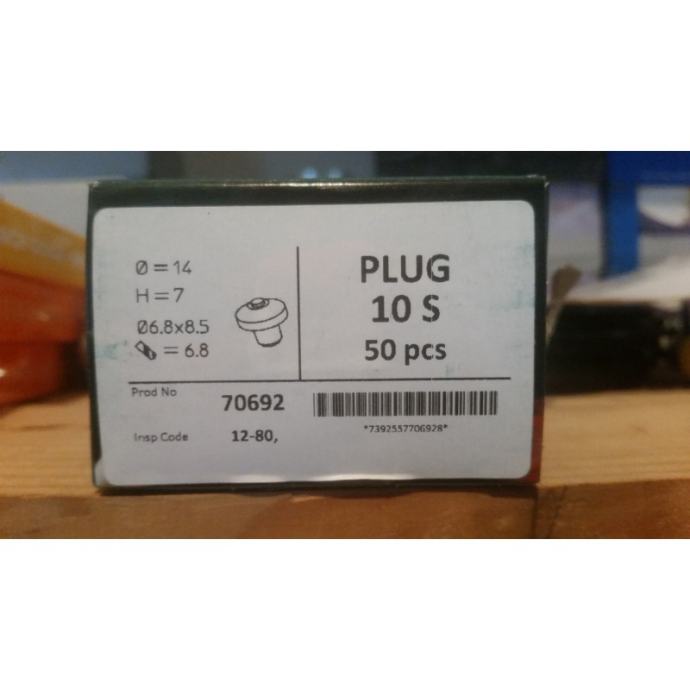 Ø = 14
H = 7
Ø6.8x8.5
= 6.8
PLUG
10 S
50 pcs
Prod No 70692
*7392557706928*
Insp Code 12-80,